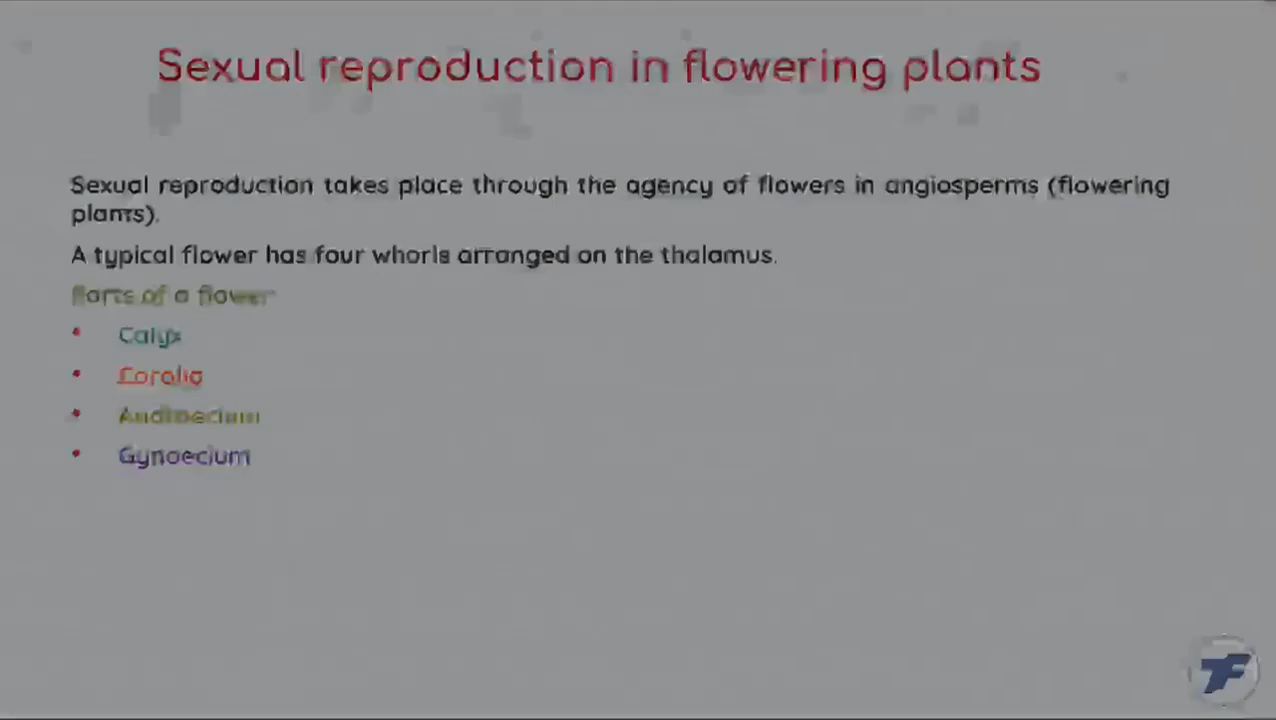 Sexual reproduction in flowering plants
Sexual reproduction takes place through the agency of flowers in angiosperms (flowering
plants).
A typical flower has four whorls arranged on the thalamus.
Parts of a flower
• Calyx
• Corolla
• Androecium
• Gynoecium